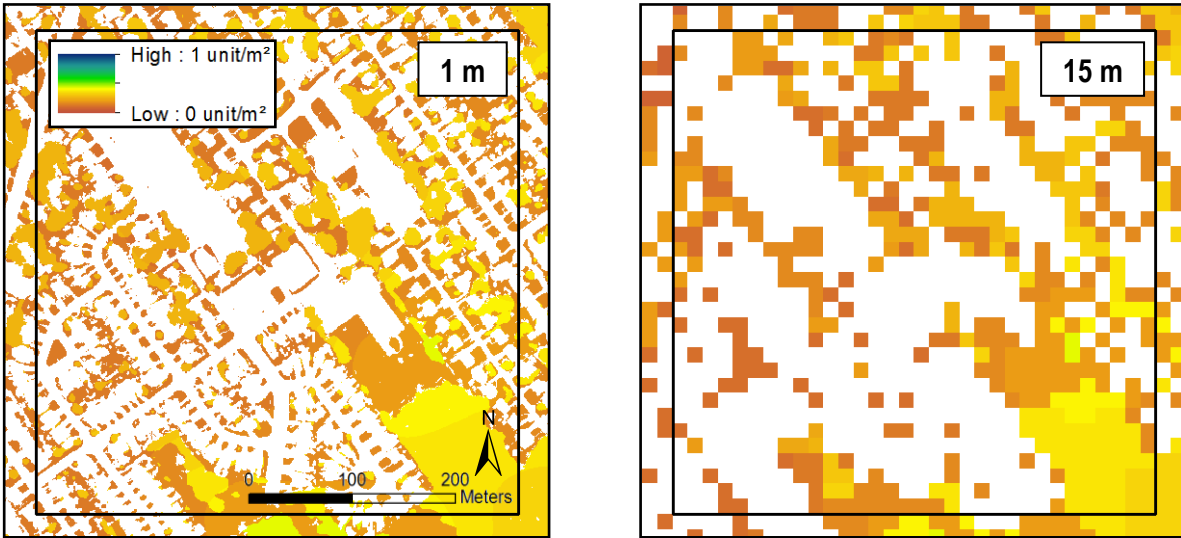 High : 1 unit/m²
Low : 0 unit/m²
1 m
15 m
N
0 100 200
Meters